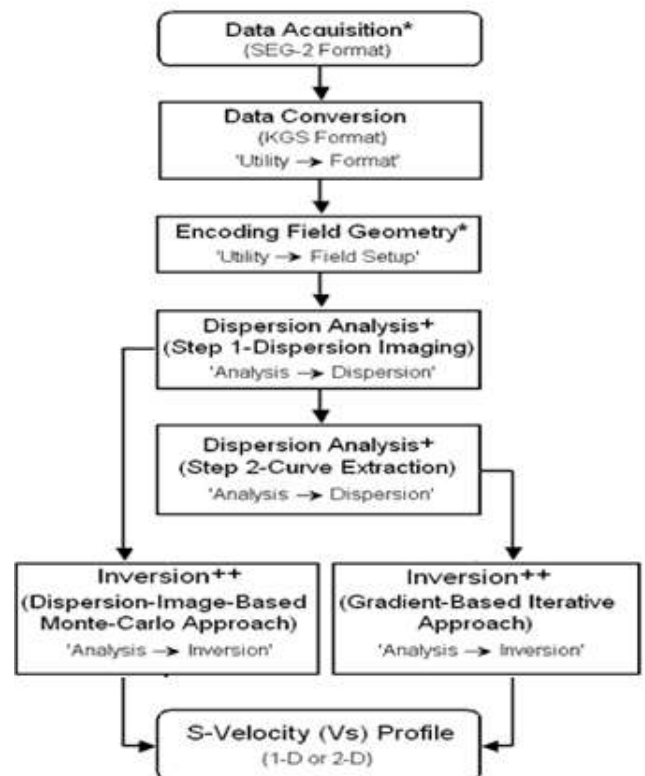 Data Acquisition*
(SEG-2 Format)
Data Conversion
(KGS Format)
'Utility → Format'
Encoding Field Geometry*
'Utility → Field Setup'
Dispersion Analysis+
(Step 1-Dispersion Imaging)
'Analysis → Dispersion'
Dispersion Analysis+
(Step 2-Curve Extraction)
'Analysis → Dispersion'
Inversion++
(Dispersion-Image-Based
Monte-Carlo Approach)
'Analysis → Inversion'
Inversion++
(Gradient-Based Iterative
Approach)
'Analysis → Inversion'
S-Velocity (Vs) Profile
(1-D or 2-D)